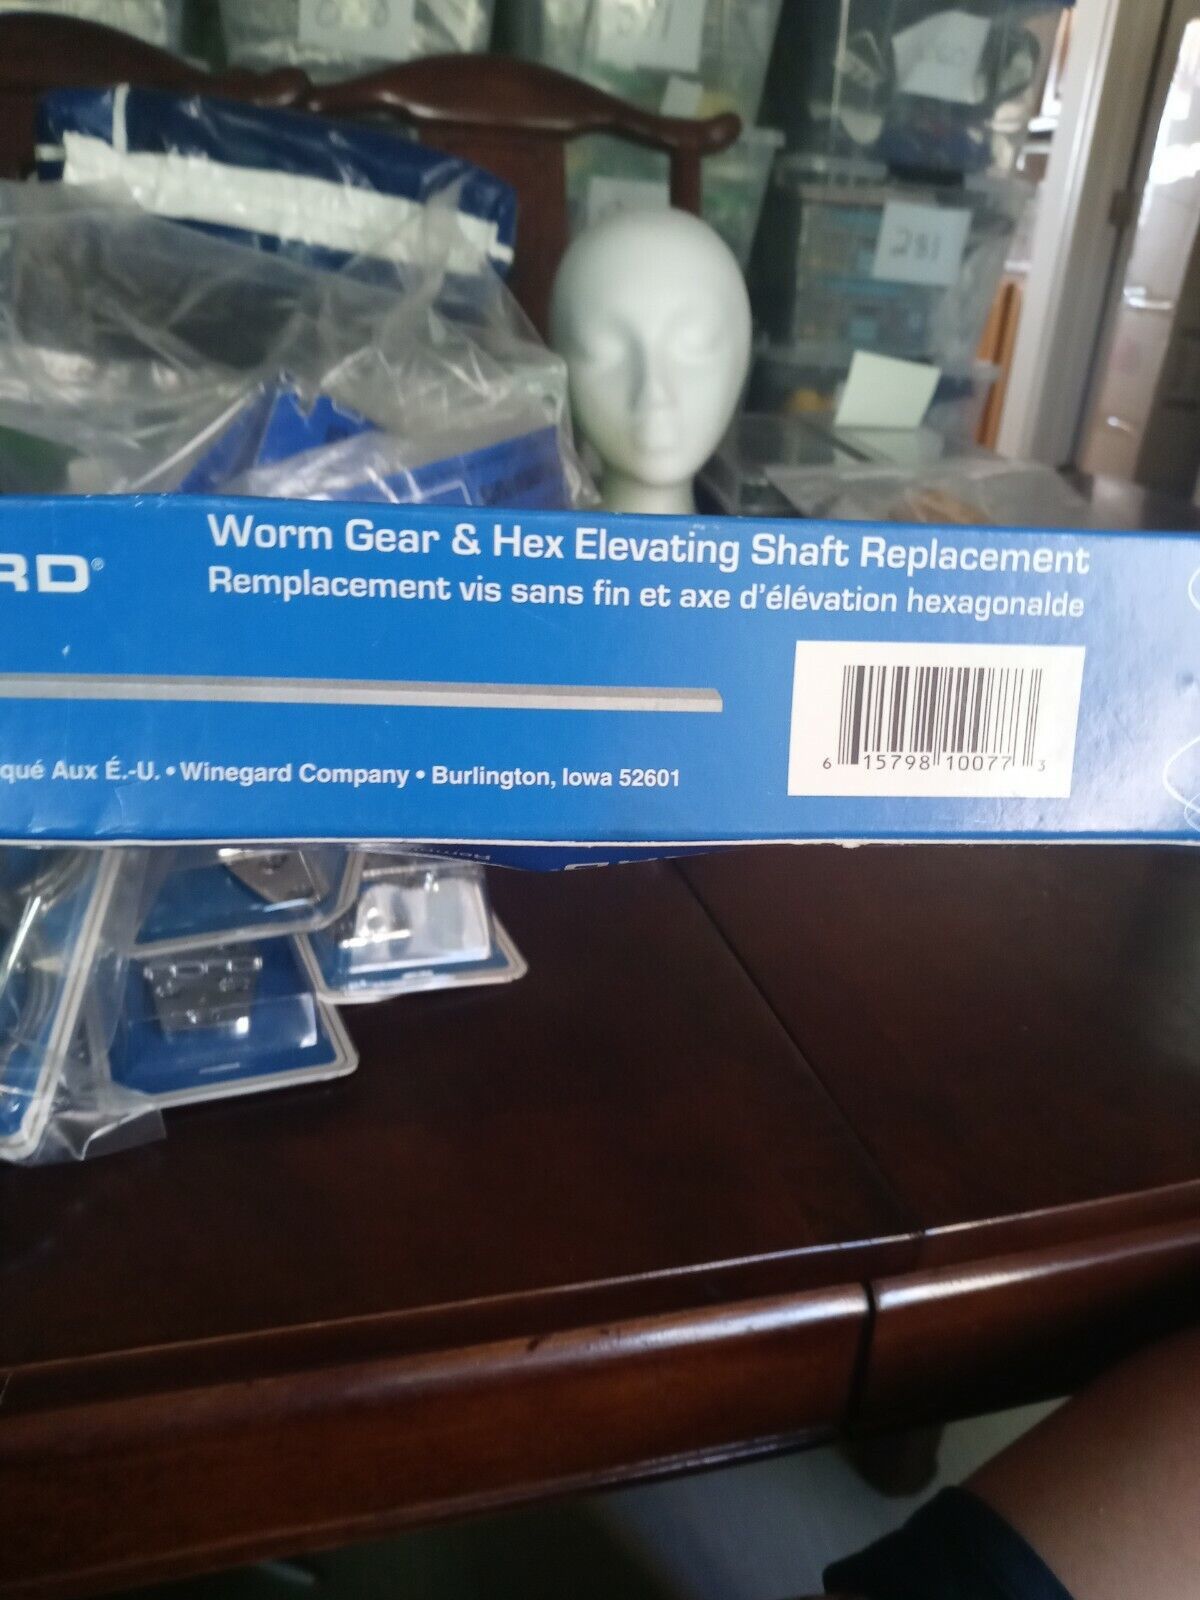 281
RD®
Worm Gear & Hex Elevating Shaft Replacement
Remplacement vis sans fin et axe d'élévation hexagonalde
qué Aux É.-U. • Winegard Company • Burlington, Iowa 52601
6 15798 10077 3